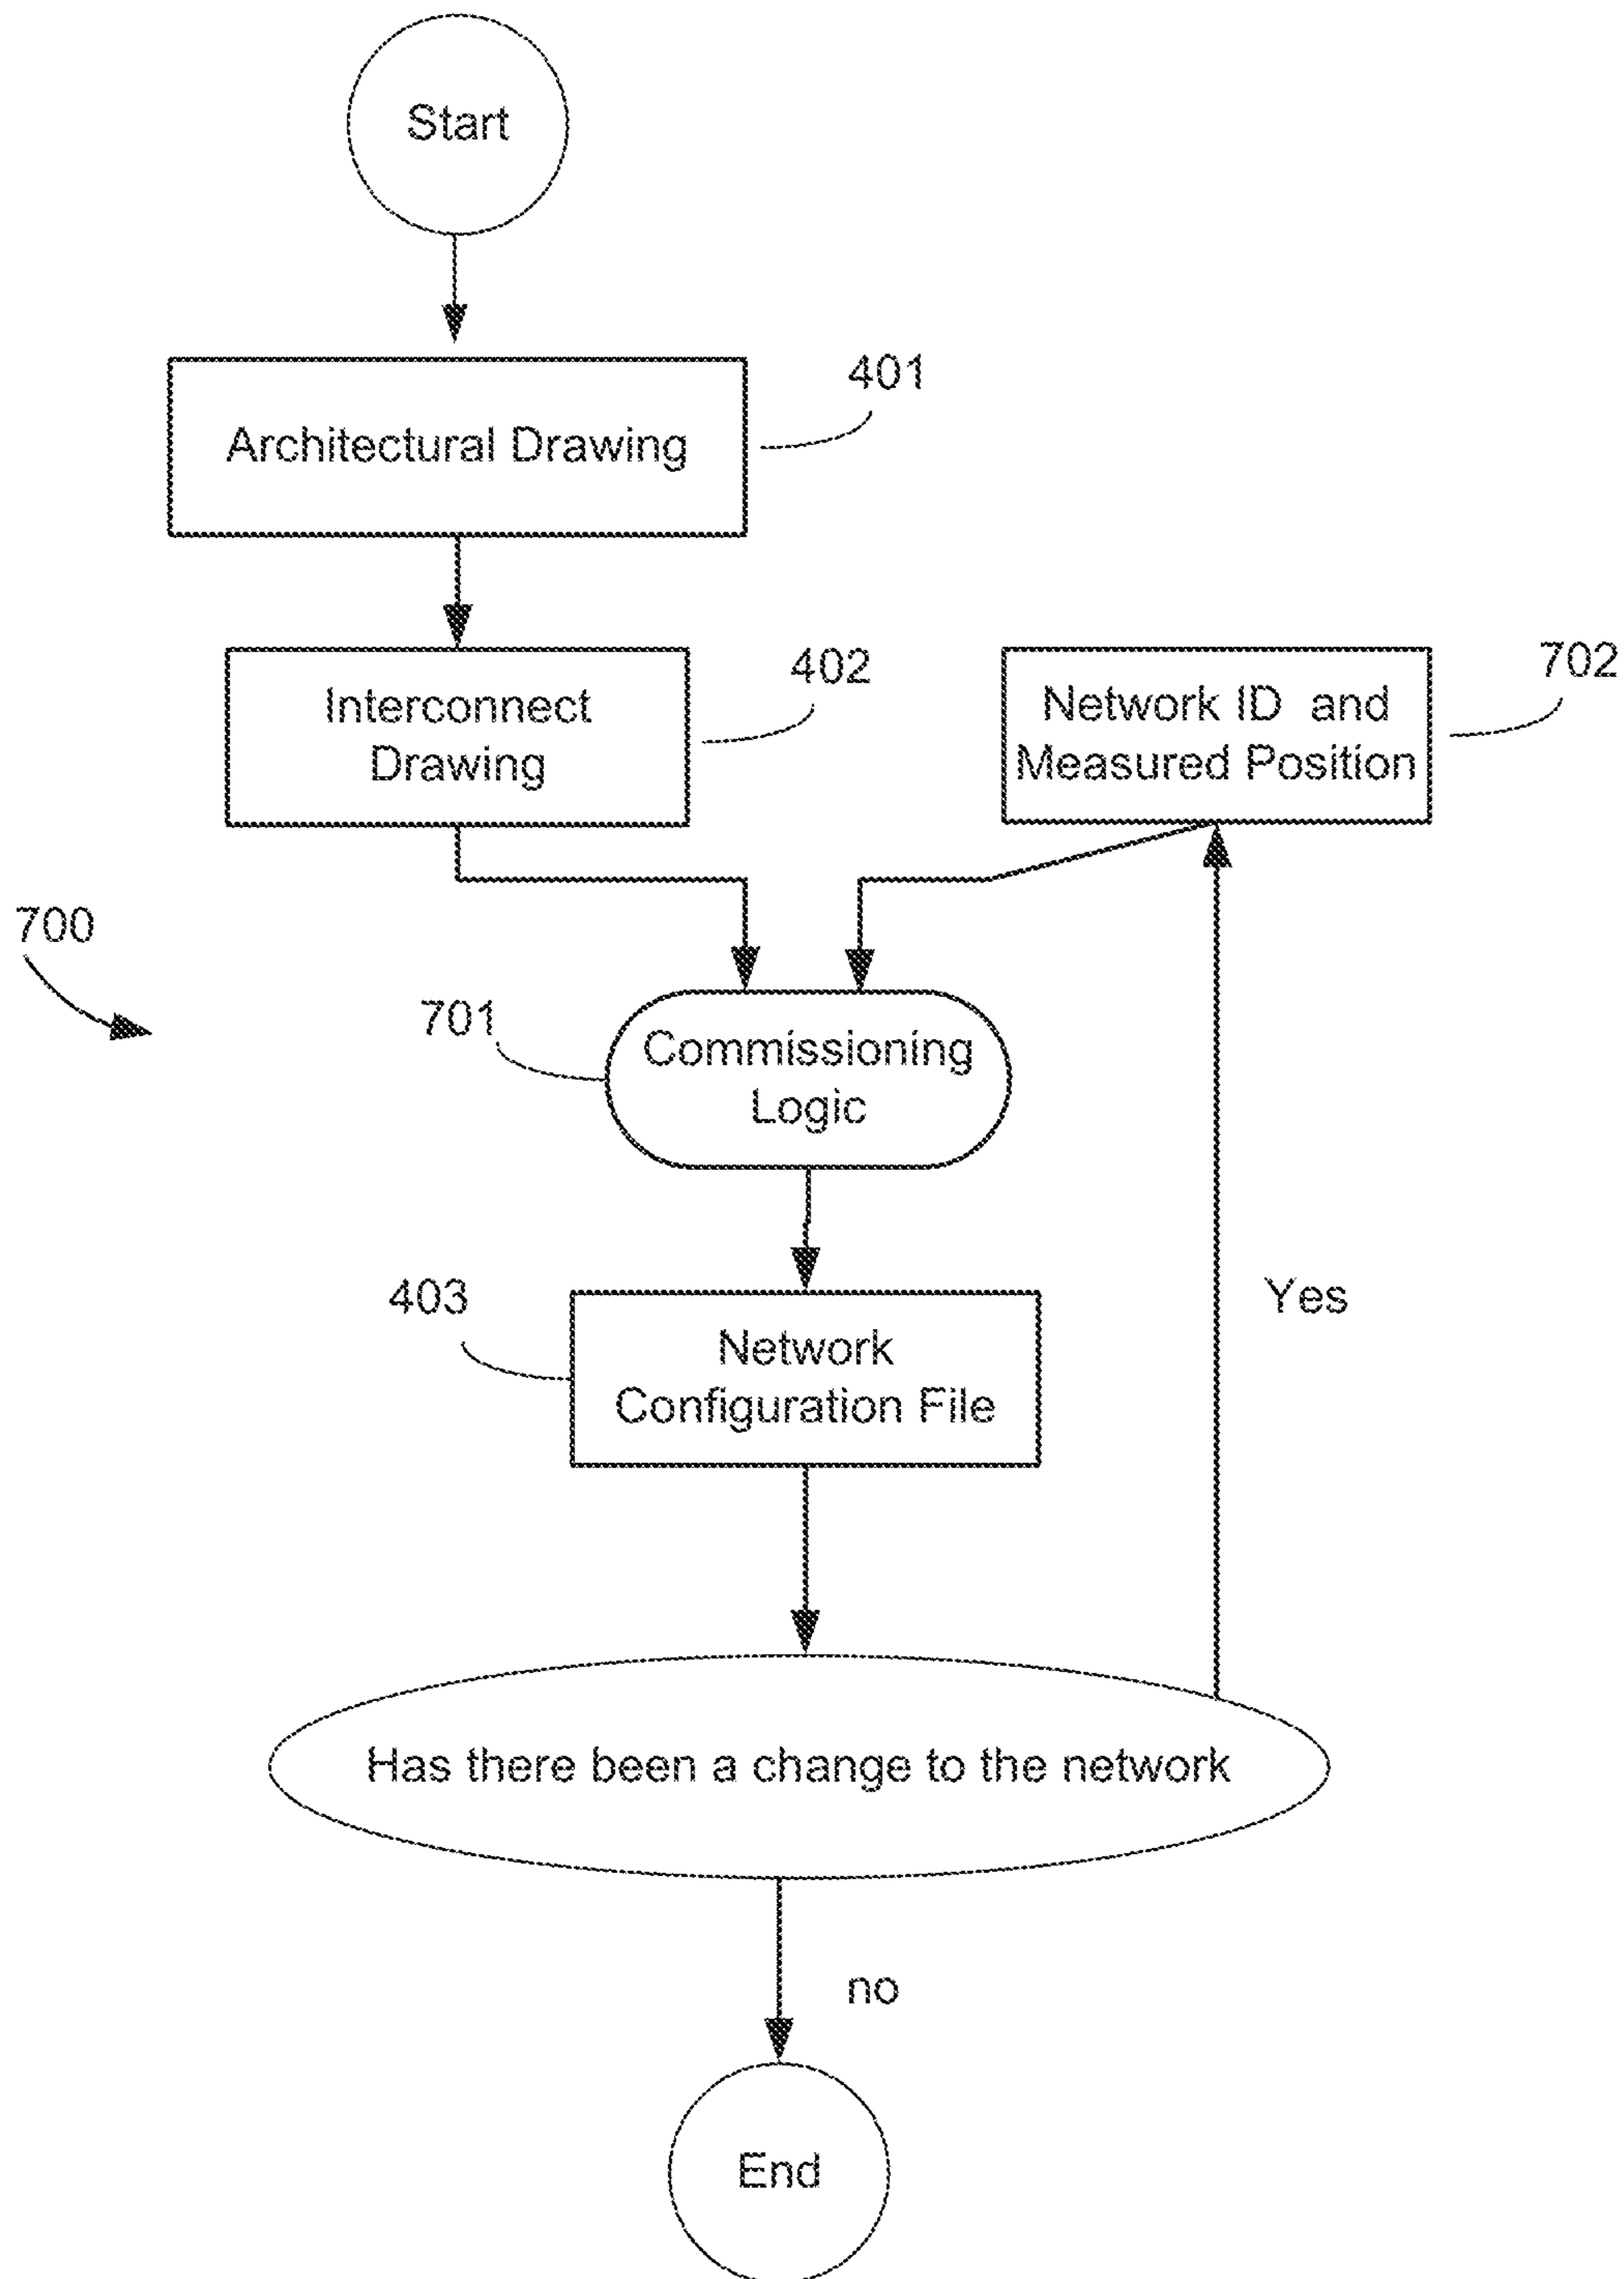 Start
401
Architectural Drawing
402
Interconnect
Drawing
702
Network ID and
Measured Position
700
701
Commissioning
Logic
403
Network
Configuration File
Yes
Has there been a change to the network
no
End